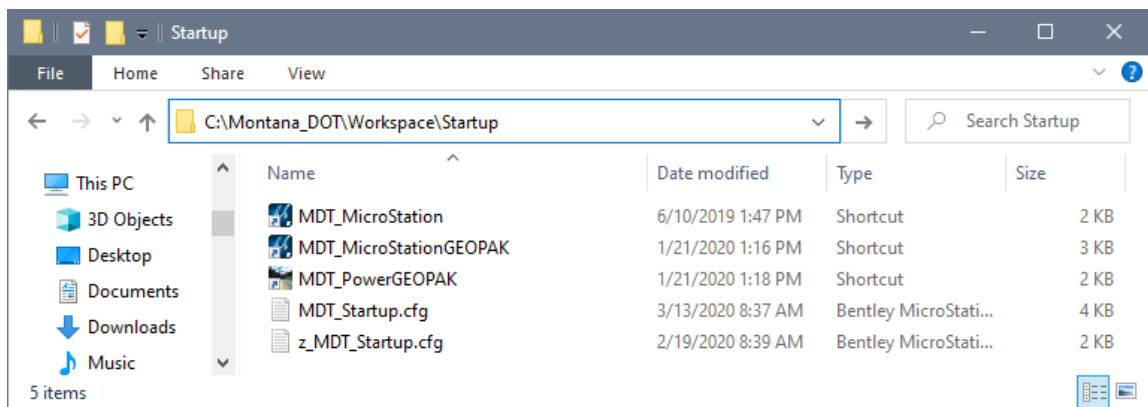 Startup
File Home Share View
C:\Montana_DOT\Workspace\Startup Search Startup
This PC
3D Objects
Desktop
Documents
Downloads
Music
Name Date modified Type Size
MDT_MicroStation 6/10/2019 1:47 PM Shortcut 2 KB
MDT_MicroStationGEOPAK 1/21/2020 1:16 PM Shortcut 3 KB
MDT_PowerGEOPAK 1/21/2020 1:18 PM Shortcut 2 KB
MDT_Startup.cfg 3/13/2020 8:37 AM Bentley MicroStati... 4 KB
z_MDT_Startup.cfg 2/19/2020 8:39 AM Bentley MicroStati... 2 KB
5 items